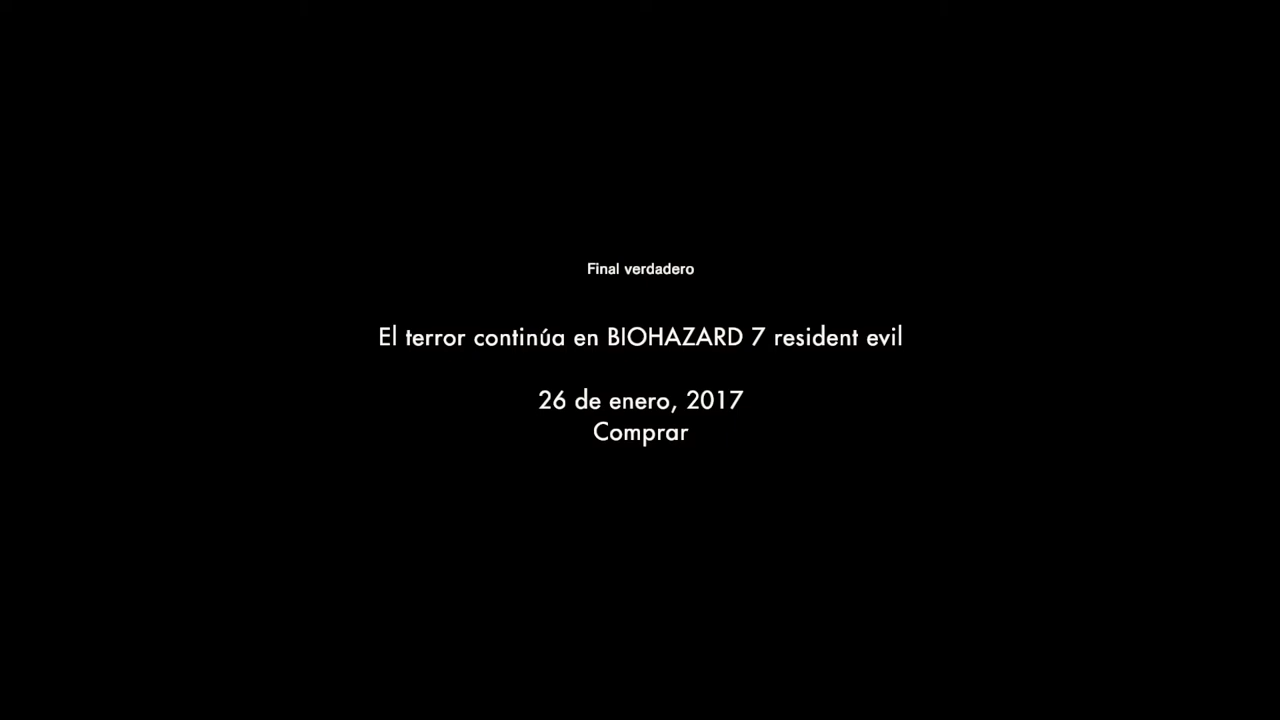 Final verdadero
El terror continúa en BIOHAZARD 7 resident evil
26 de enero, 2017
Comprar